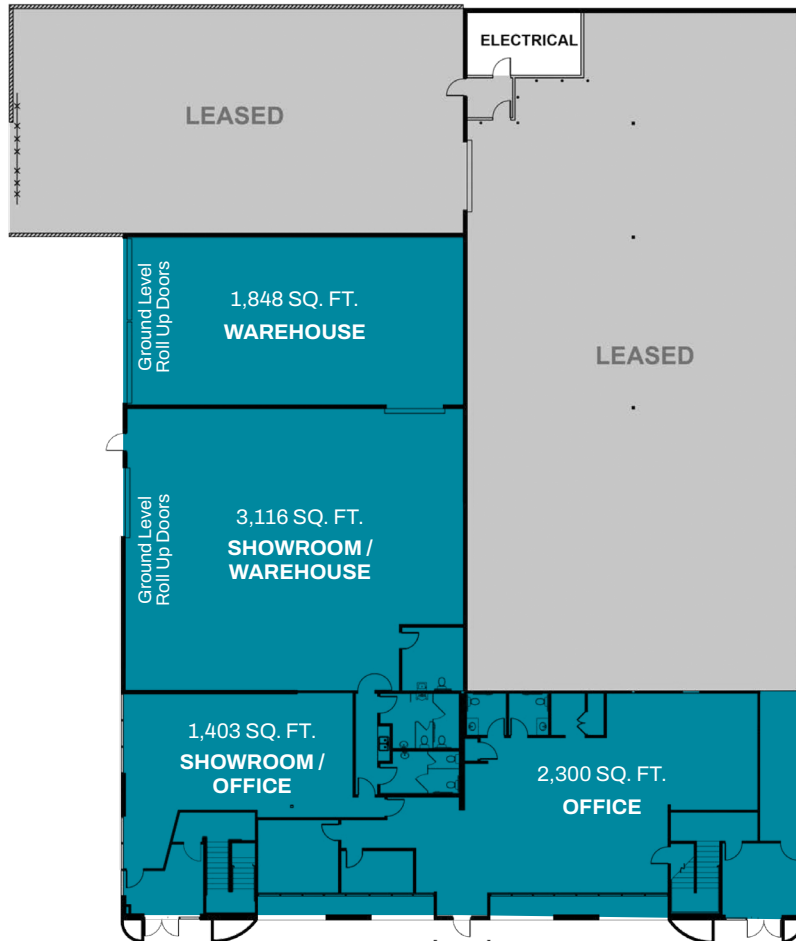 ELECTRICAL
LEASED
Ground Level
Roll Up Doors
1,848 SQ. FT.
WAREHOUSE
LEASED
Ground Level
Roll Up Doors
3,116 SQ. FT.
SHOWROOM /
WAREHOUSE
1,403 SQ. FT.
SHOWROOM /
OFFICE
2,300 SQ. FT.
OFFICE